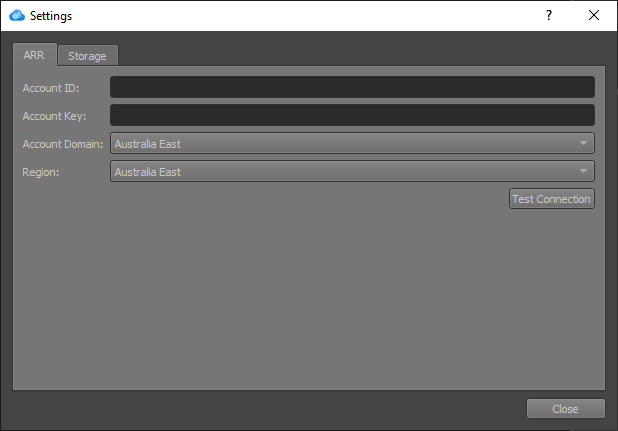 Settings
?
ARR
Storage
Account ID:
Account Key:
Account Domain: Australia East
Region: Australia East
Test Connection
Close